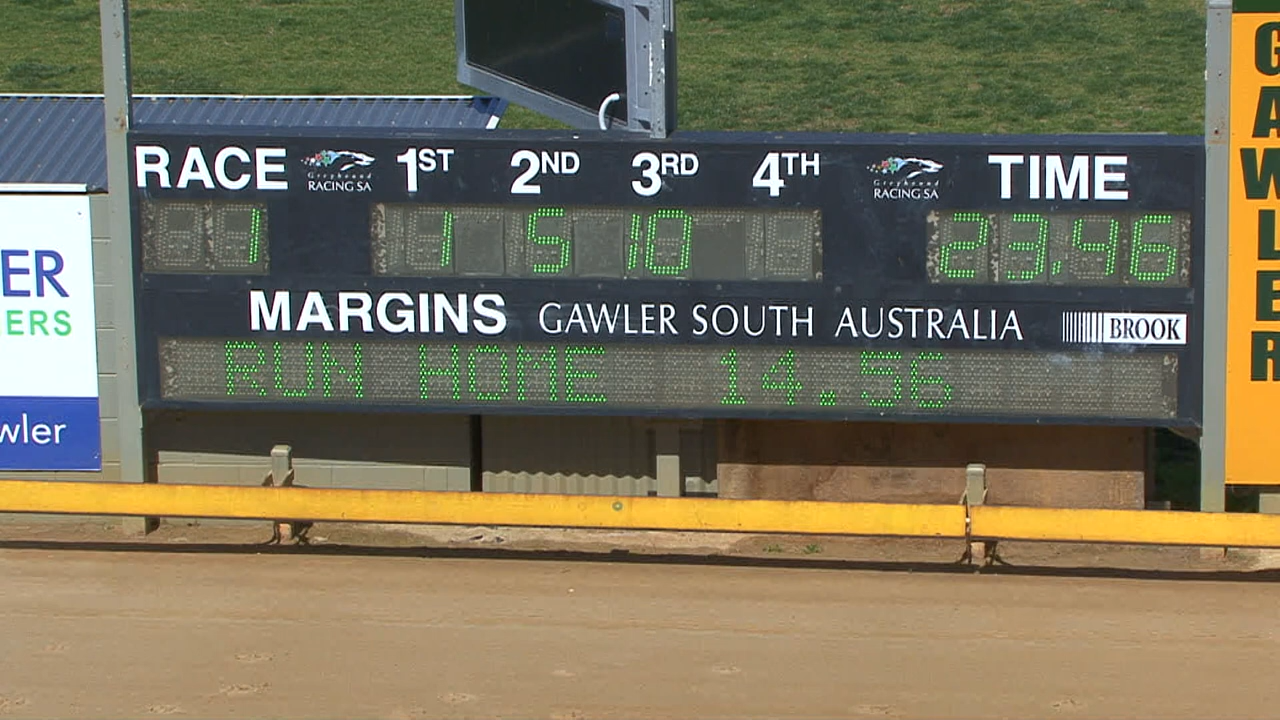 RACE Greyhound RACING SA 1ST 2ND 3RD 4TH Greyhound RACING SA TIME
1 1 5 10 23.46
MARGINS GAWLER SOUTH AUSTRALIA BROOK
RUN HOME 14.56
ER
ERS
wler
GAWLER